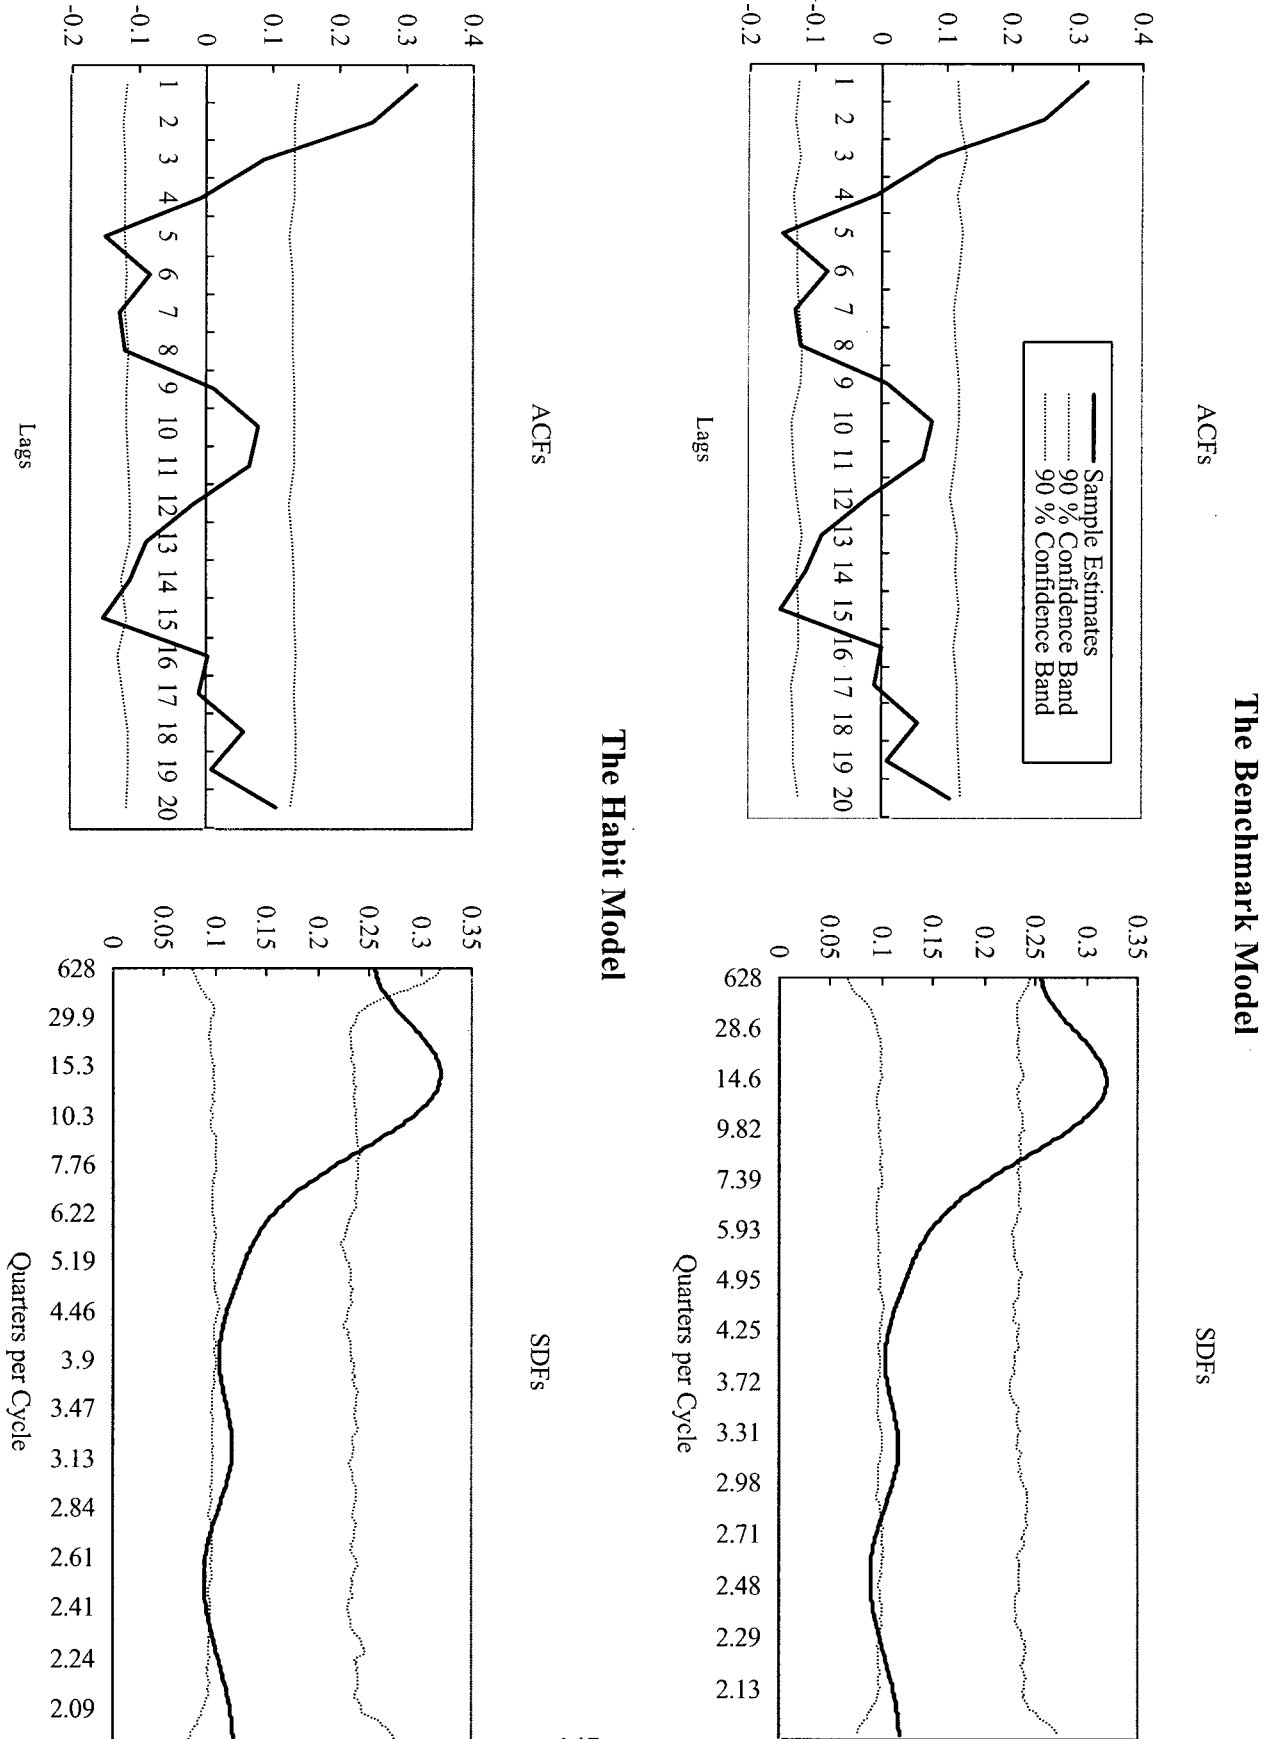 The Benchmark Model
ACFs
0.4
0.3
0.2
0.1
0
-0.1
-0.2
Sample Estimates
90 % Confidence Band
90 % Confidence Band
1 2 3 4 5 6 7 8 9 10 11 12 13 14 15 16 17 18 19 20
Lags
SDFs
0.35
0.3
0.25
0.2
0.15
0.1
0.05
0
628 28.6 14.6 9.82 7.39 5.93 4.95 4.25 3.72 3.31 2.98 2.71 2.48 2.29 2.13
Quarters per Cycle
The Habit Model
ACFs
0.4
0.3
0.2
0.1
0
-0.1
-0.2
1 2 3 4 5 6 7 8 9 10 11 12 13 14 15 16 17 18 19 20
Lags
SDFs
0.35
0.3
0.25
0.2
0.15
0.1
0.05
0
628 29.9 15.3 10.3 7.76 6.22 5.19 4.46 3.9 3.47 3.13 2.84 2.61 2.41 2.24 2.09
Quarters per Cycle